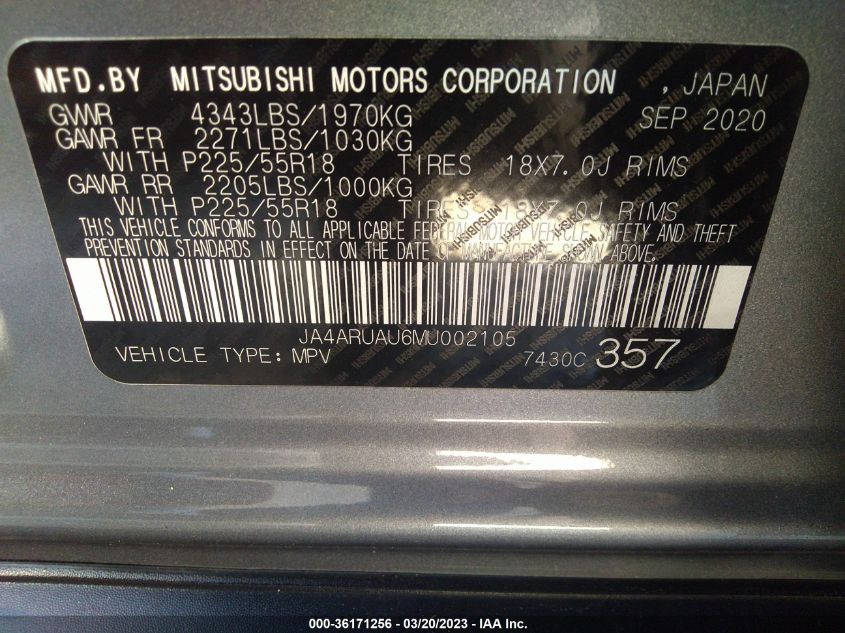 MFD.BY MITSUBISHI MOTORS CORPORATION , JAPAN
GVWR 4343LBS/1970KG SEP 2020
GAWR FR 2271LBS/1030KG
WITH P225/55R18 TIRES 18X7.0J RIMS
GAWR RR 2205LBS/1000KG
WITH P225/55R18 TIRES 18X7.0J RIMS
THIS VEHICLE CONFORMS TO ALL APPLICABLE FEDERAL MOTOR VEHICLE SAFETY AND THEFT
PREVENTION STANDARDS IN EFFECT ON THE DATE OF MANUFACTURE SHOWN ABOVE.
JA4ARUAU6MU002105
VEHICLE TYPE: MPV 7430C 357
000-36171256 - 03/20/2023 - IAA Inc.